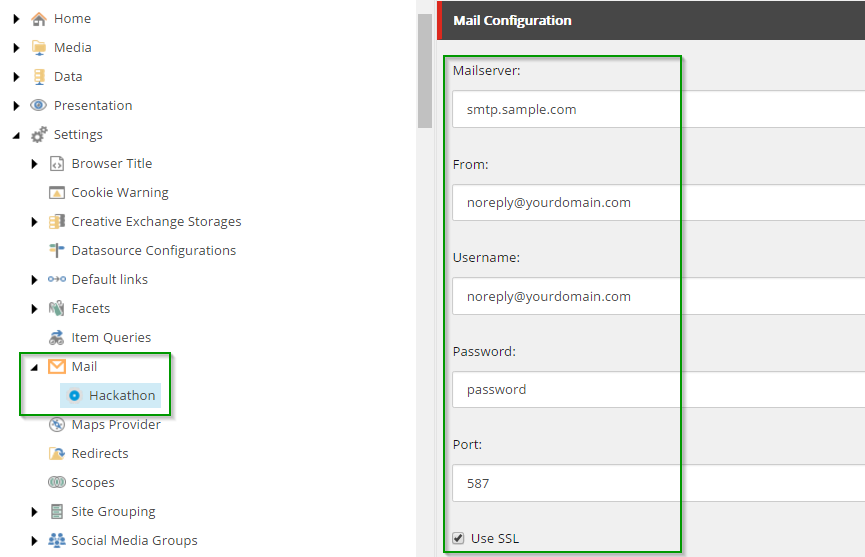 Home
Media
Data
Presentation
Settings
Browser Title
Cookie Warning
Creative Exchange Storages
Datasource Configurations
Default links
Facets
Item Queries
Mail
Hackathon
Maps Provider
Redirects
Scopes
Site Grouping
Social Media Groups
Mail Configuration
Mailserver:
smtp.sample.com
From:
noreply@yourdomain.com
Username:
noreply@yourdomain.com
Password:
password
Port:
587
Use SSL